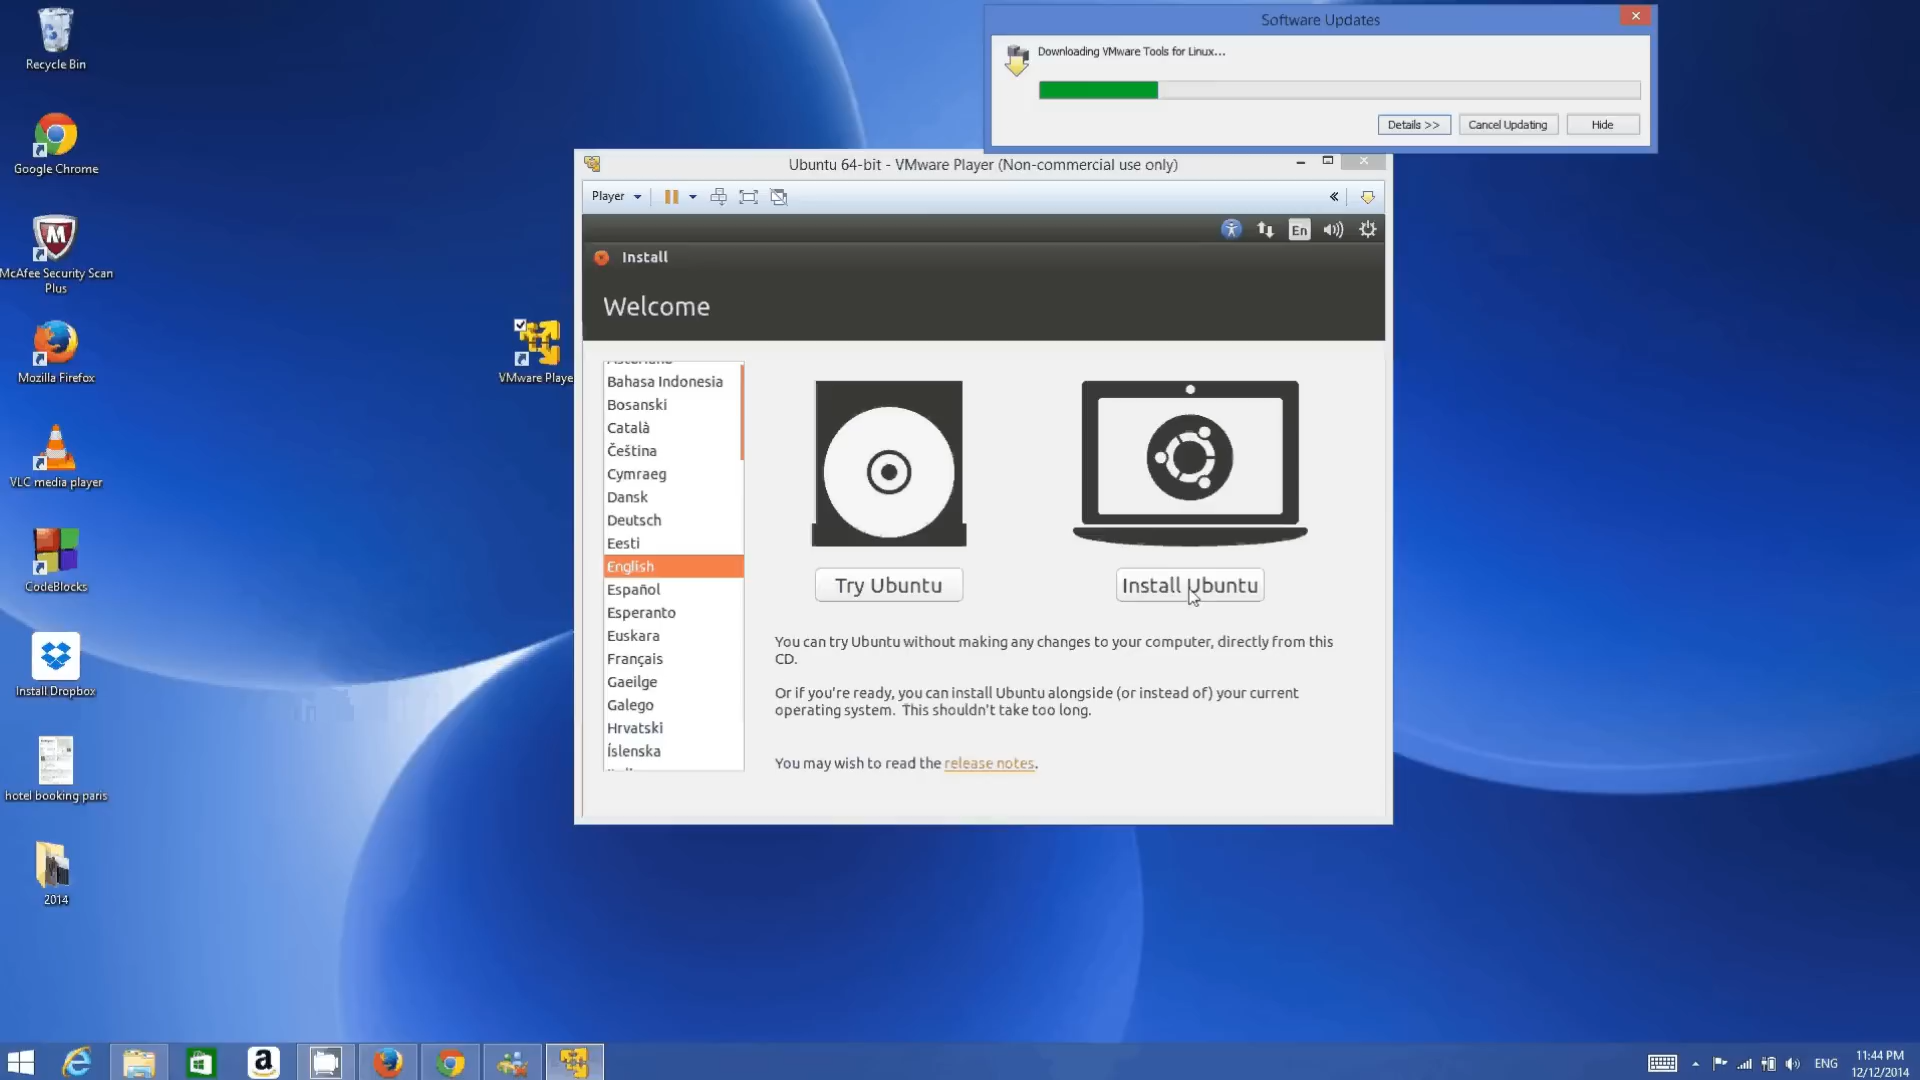 Recycle Bin
Google Chrome
McAfee Security Scan
Plus
Mozilla Firefox
VLC media player
CodeBlocks
Install Dropbox
hotel booking paris
2014
VMware Playe
Software Updates
Downloading VMware Tools for Linux...
Details >>
Cancel Updating
Hide
Ubuntu 64-bit - VMware Player (Non-commercial use only)
Player
En
Install
Welcome
Asturianu
Bahasa Indonesia
Bosanski
Català
Čeština
Cymraeg
Dansk
Deutsch
Eesti
English
Español
Esperanto
Euskara
Français
Gaeilge
Galego
Hrvatski
Íslenska
Try Ubuntu
Install Ubuntu
You can try Ubuntu without making any changes to your computer, directly from this
CD.
Or if you're ready, you can install Ubuntu alongside (or instead of) your current
operating system. This shouldn't take too long.
You may wish to read the release notes.
ENG
11:44 PM
12/12/2014